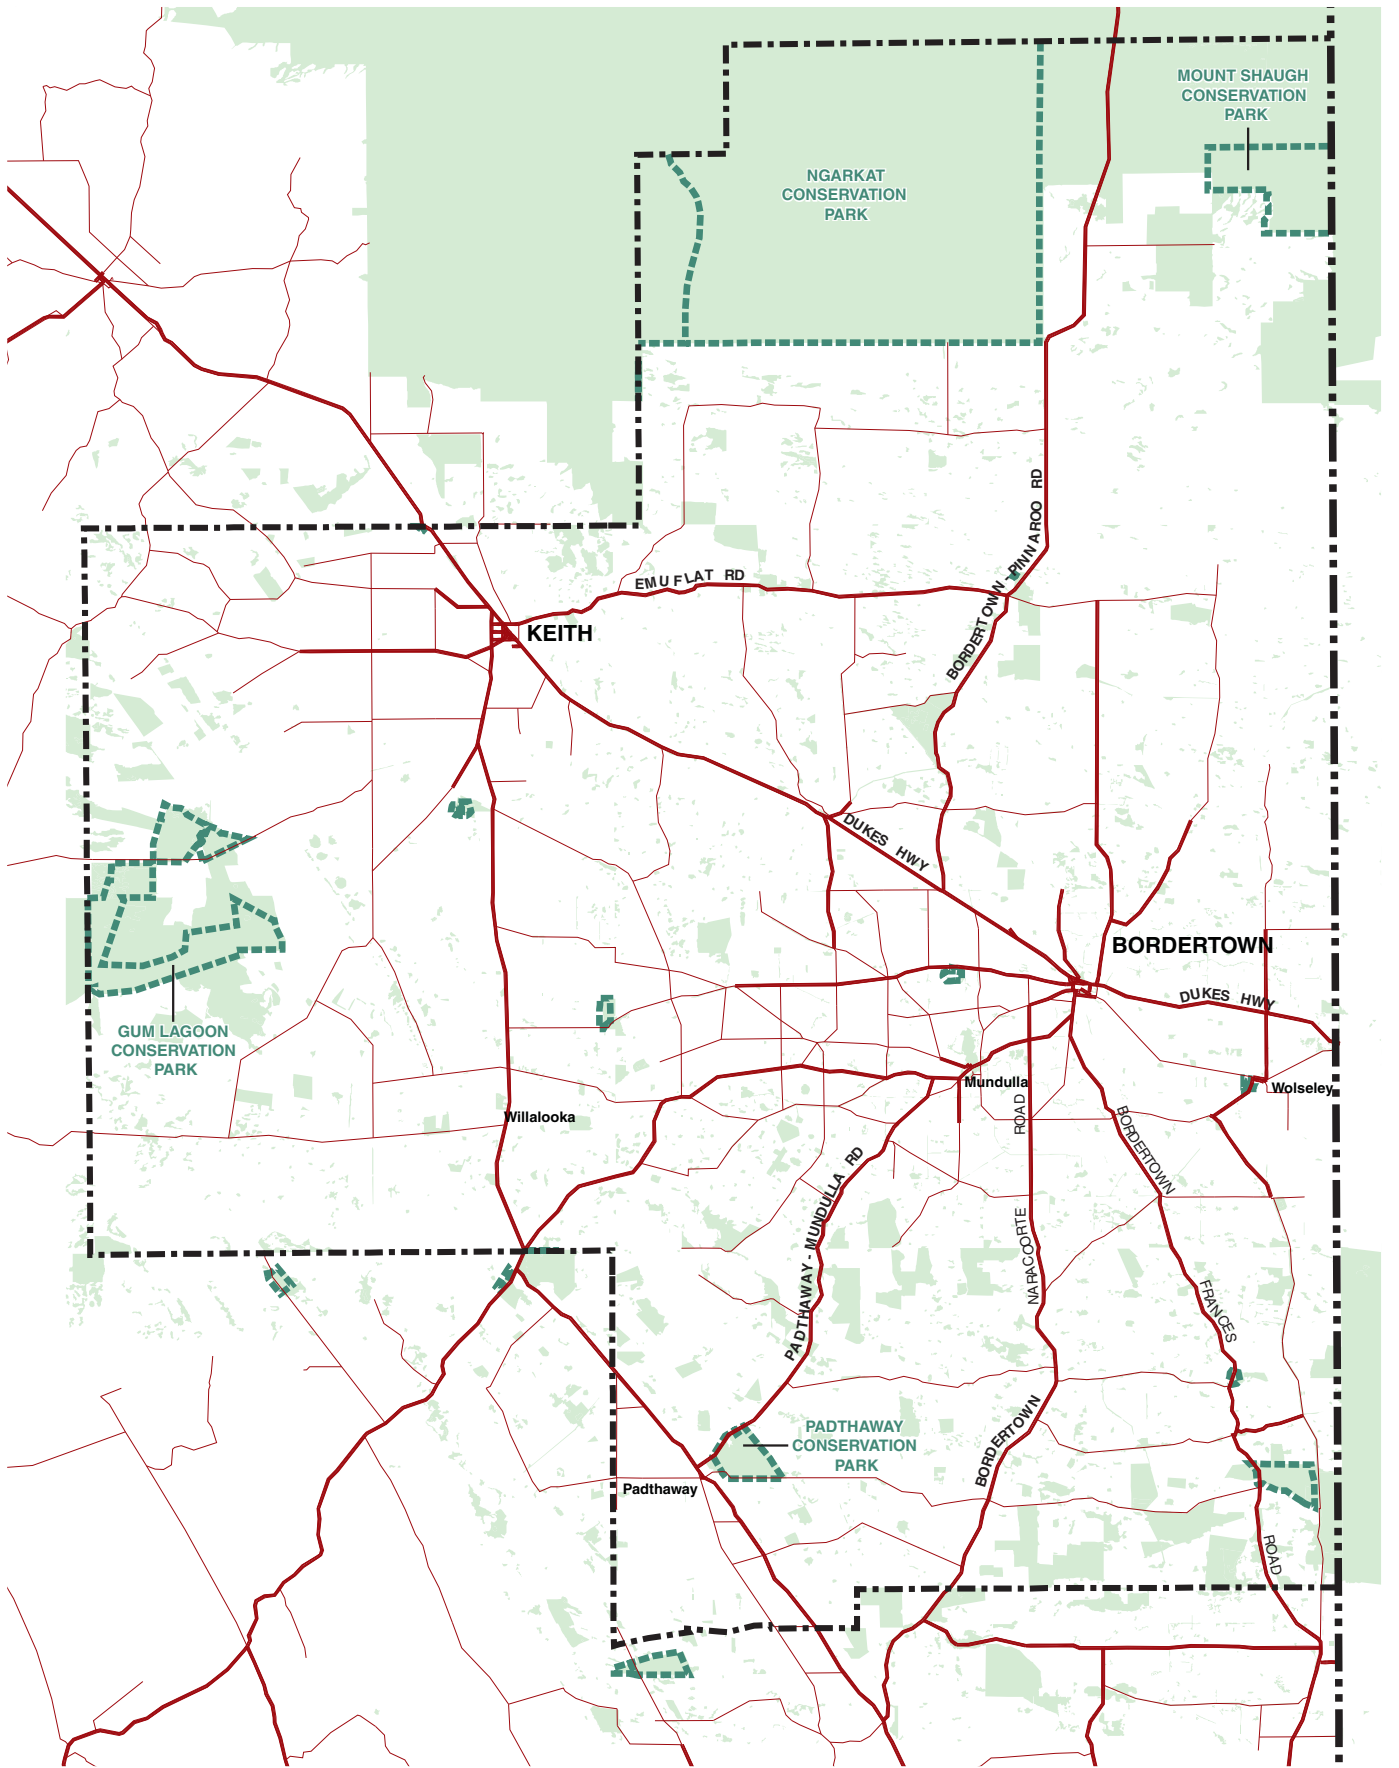 MOUNT SHAUGH
CONSERVATION
PARK
NGARKAT
CONSERVATION
PARK
BORDERTOWN - PINNAROO RD
EMU FLAT RD
KEITH
DUKES HWY
BORDERTOWN
DUKES HWY
GUM LAGOON
CONSERVATION
PARK
Mundulla
Wolseley
Willalooka
ROAD
BORDERTOWN
PADTHAWAY - MUNDULLA RD
NARACOORTE
FRANCES
BORDERTOWN
PADTHAWAY
CONSERVATION
PARK
Padthaway
ROAD